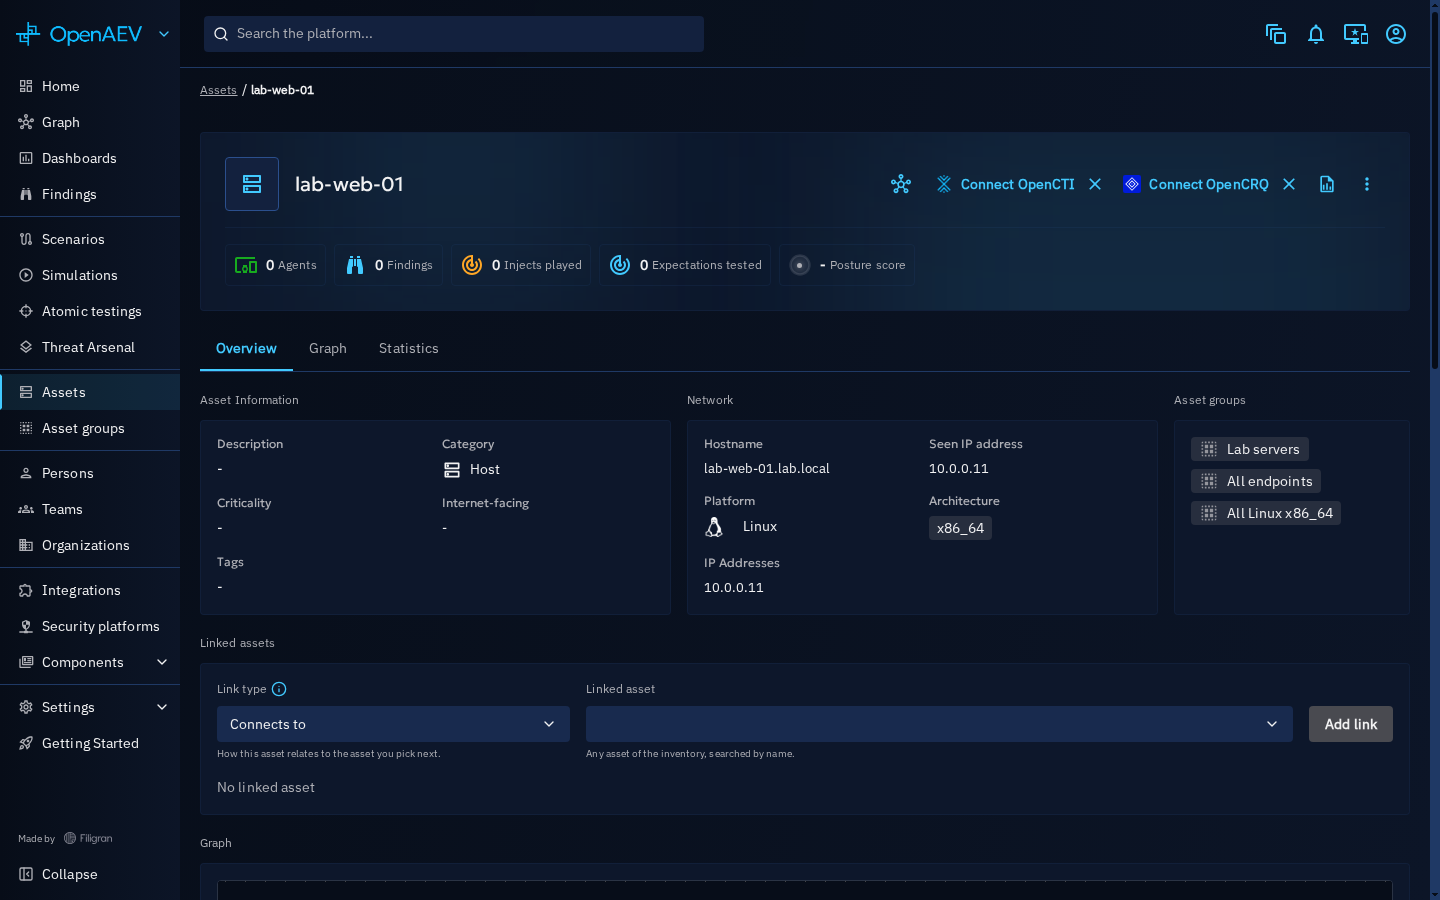 OpenAEV
Search the platform...
Home
Graph
Dashboards
Findings
Scenarios
Simulations
Atomic testings
Threat Arsenal
Assets
Asset groups
Persons
Teams
Organizations
Integrations
Security platforms
Components
Settings
Getting Started
Made by Filigran
Collapse
Assets / lab-web-01
lab-web-01
Connect OpenCTI
Connect OpenCRQ
0 Agents
0 Findings
0 Injects played
0 Expectations tested
- Posture score
Overview
Graph
Statistics
Asset Information
Description
-
Category
Host
Criticality
-
Internet-facing
-
Tags
-
Network
Hostname
lab-web-01.lab.local
Seen IP address
10.0.0.11
Platform
Linux
Architecture
x86_64
IP Addresses
10.0.0.11
Asset groups
Lab servers
All endpoints
All Linux x86_64
Linked assets
Link type
Connects to
How this asset relates to the asset you pick next.
Linked asset
Any asset of the inventory, searched by name.
Add link
No linked asset
Graph